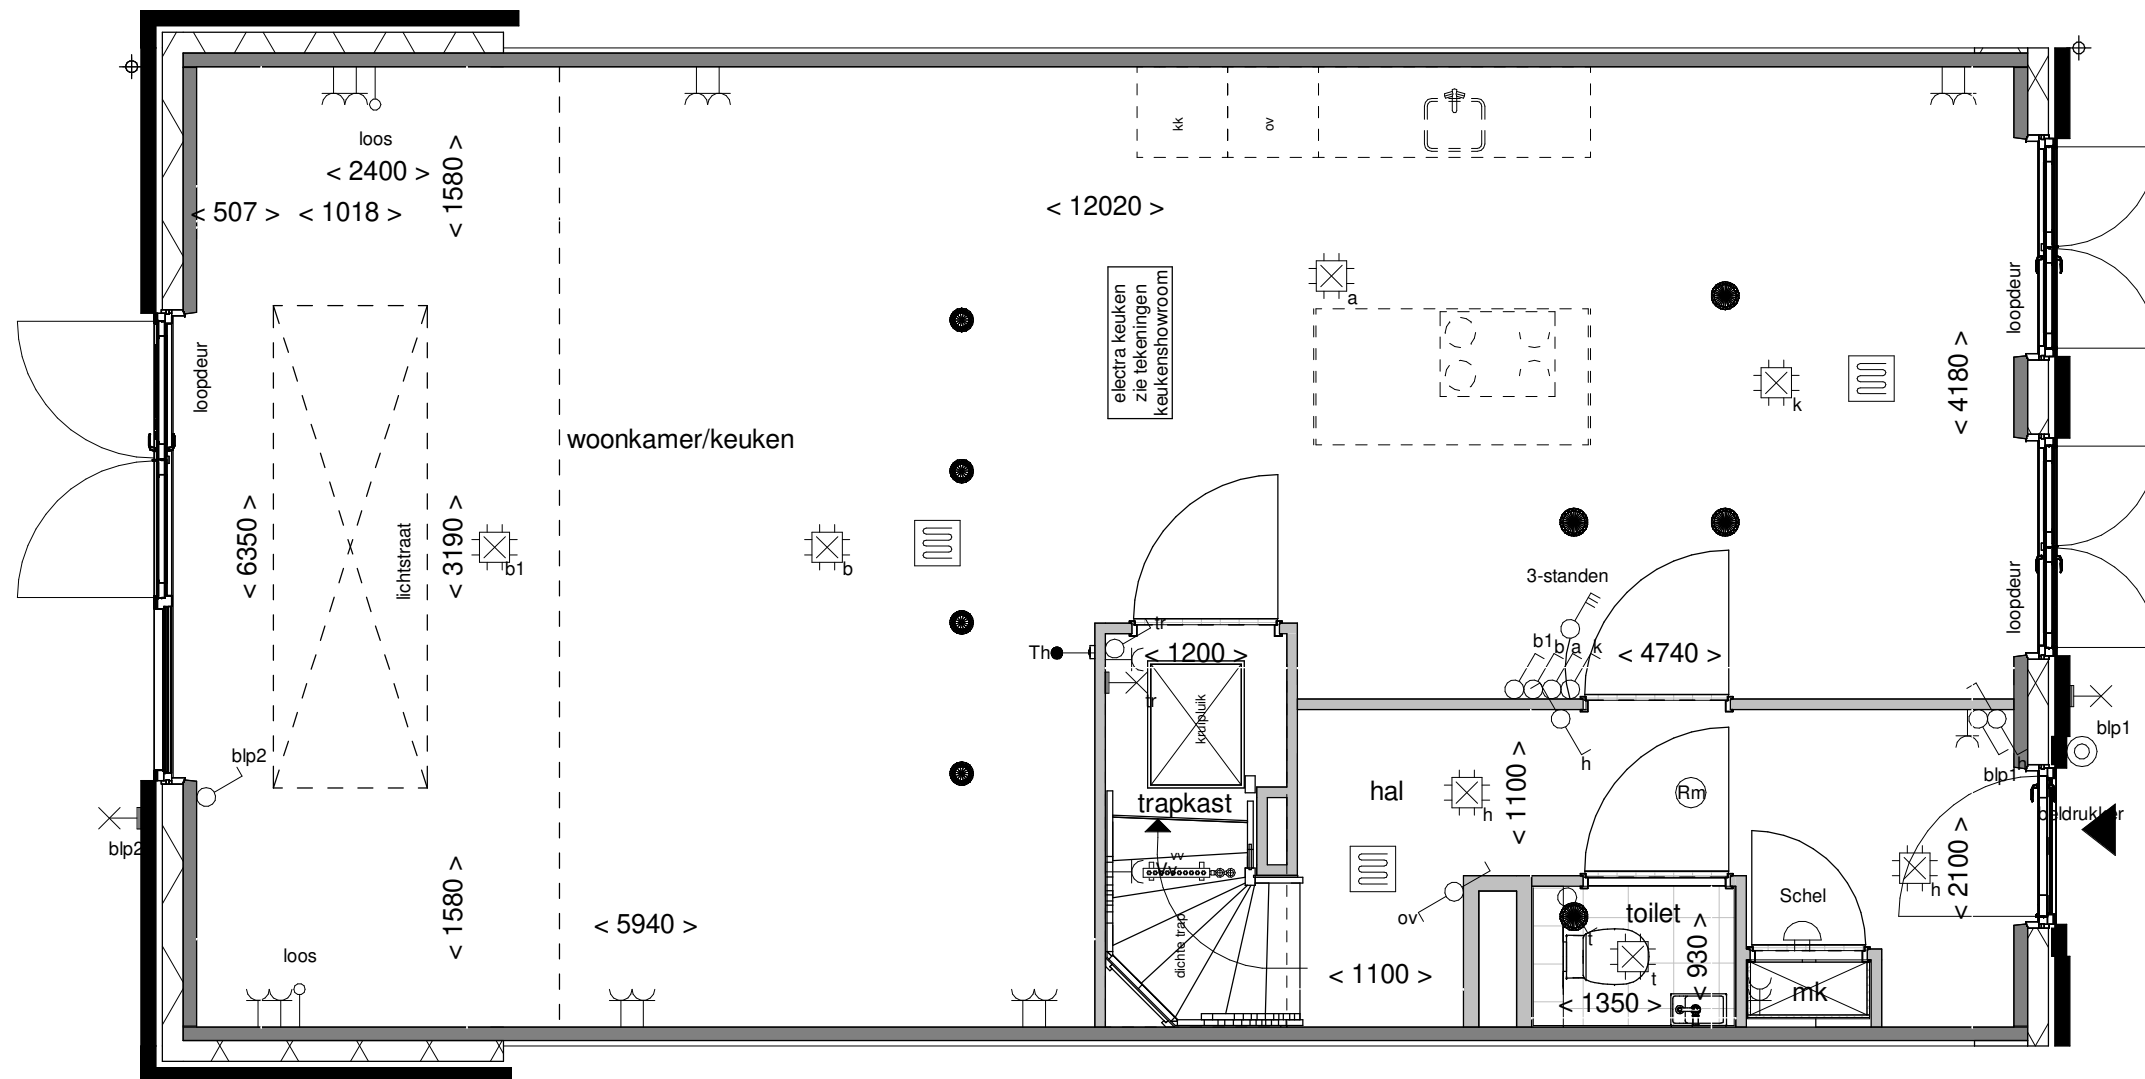 loos
< 2400 >
< 507 >
< 1018 >
< 1580 >
< 12020 >
kk
ov
electra keuken
zie tekeningen
keukenshowroom
a
loopdeur
loopdeur
< 4180 >
k
woonkamer/keuken
< 6350 >
lichtstraat
< 3190 >
b1
b
3-standen
b1
b
a
k
< 4740 >
loopdeur
Th
tr
< 1200 >
tr
kruipluik
h
blp1
blp1
h
blp2
blp2
trapkast
hal
h
< 1100 >
Rm
beldrukker
h
< 2100 >
vv
Vv
dichte trap
ov
Schel
toilet
t
t
< 930 >
< 1580 >
< 5940 >
loos
< 1100 >
< 1350 >
mk